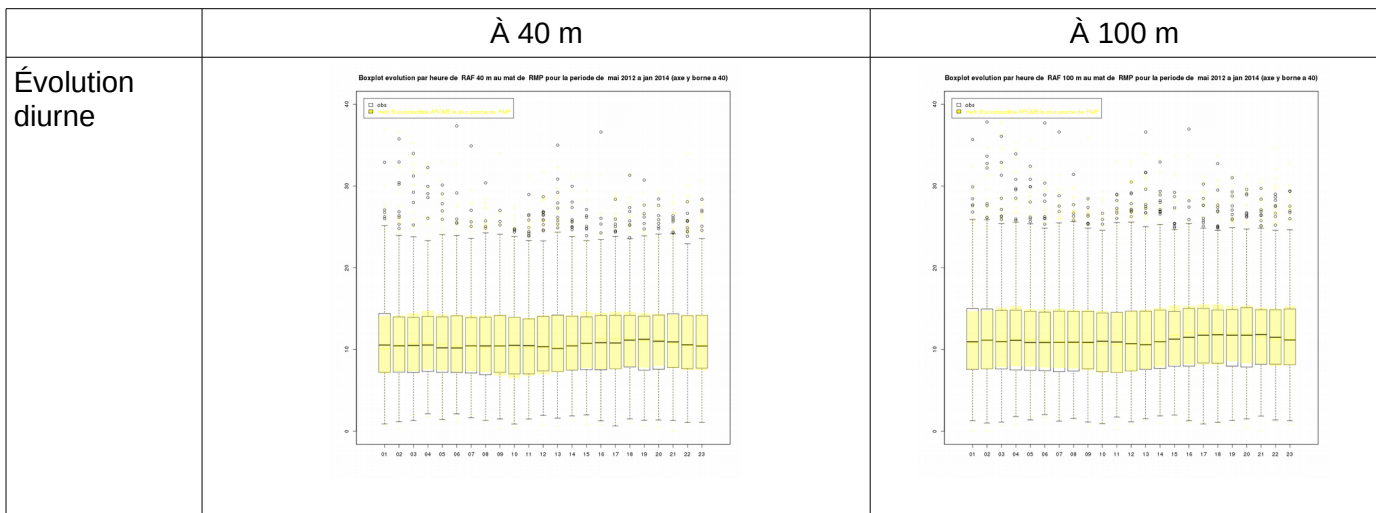 À 40 m
À 100 m
Évolution
diurne
Boxplot evolution par heure de RAF 40 m au mat de RMP pour la periode de mai 2012 a jan 2014 (axe y borne a 40)
obs
40
30
20
10
0
01 02 03 04 05 06 07 08 09 10 11 12 13 14 15 16 17 18 19 20 21 22 23
Boxplot evolution par heure de RAF 100 m au mat de RMP pour la periode de mai 2012 a jan 2014 (axe y borne a 40)
obs
40
30
20
10
0
01 02 03 04 05 06 07 08 09 10 11 12 13 14 15 16 17 18 19 20 21 22 23